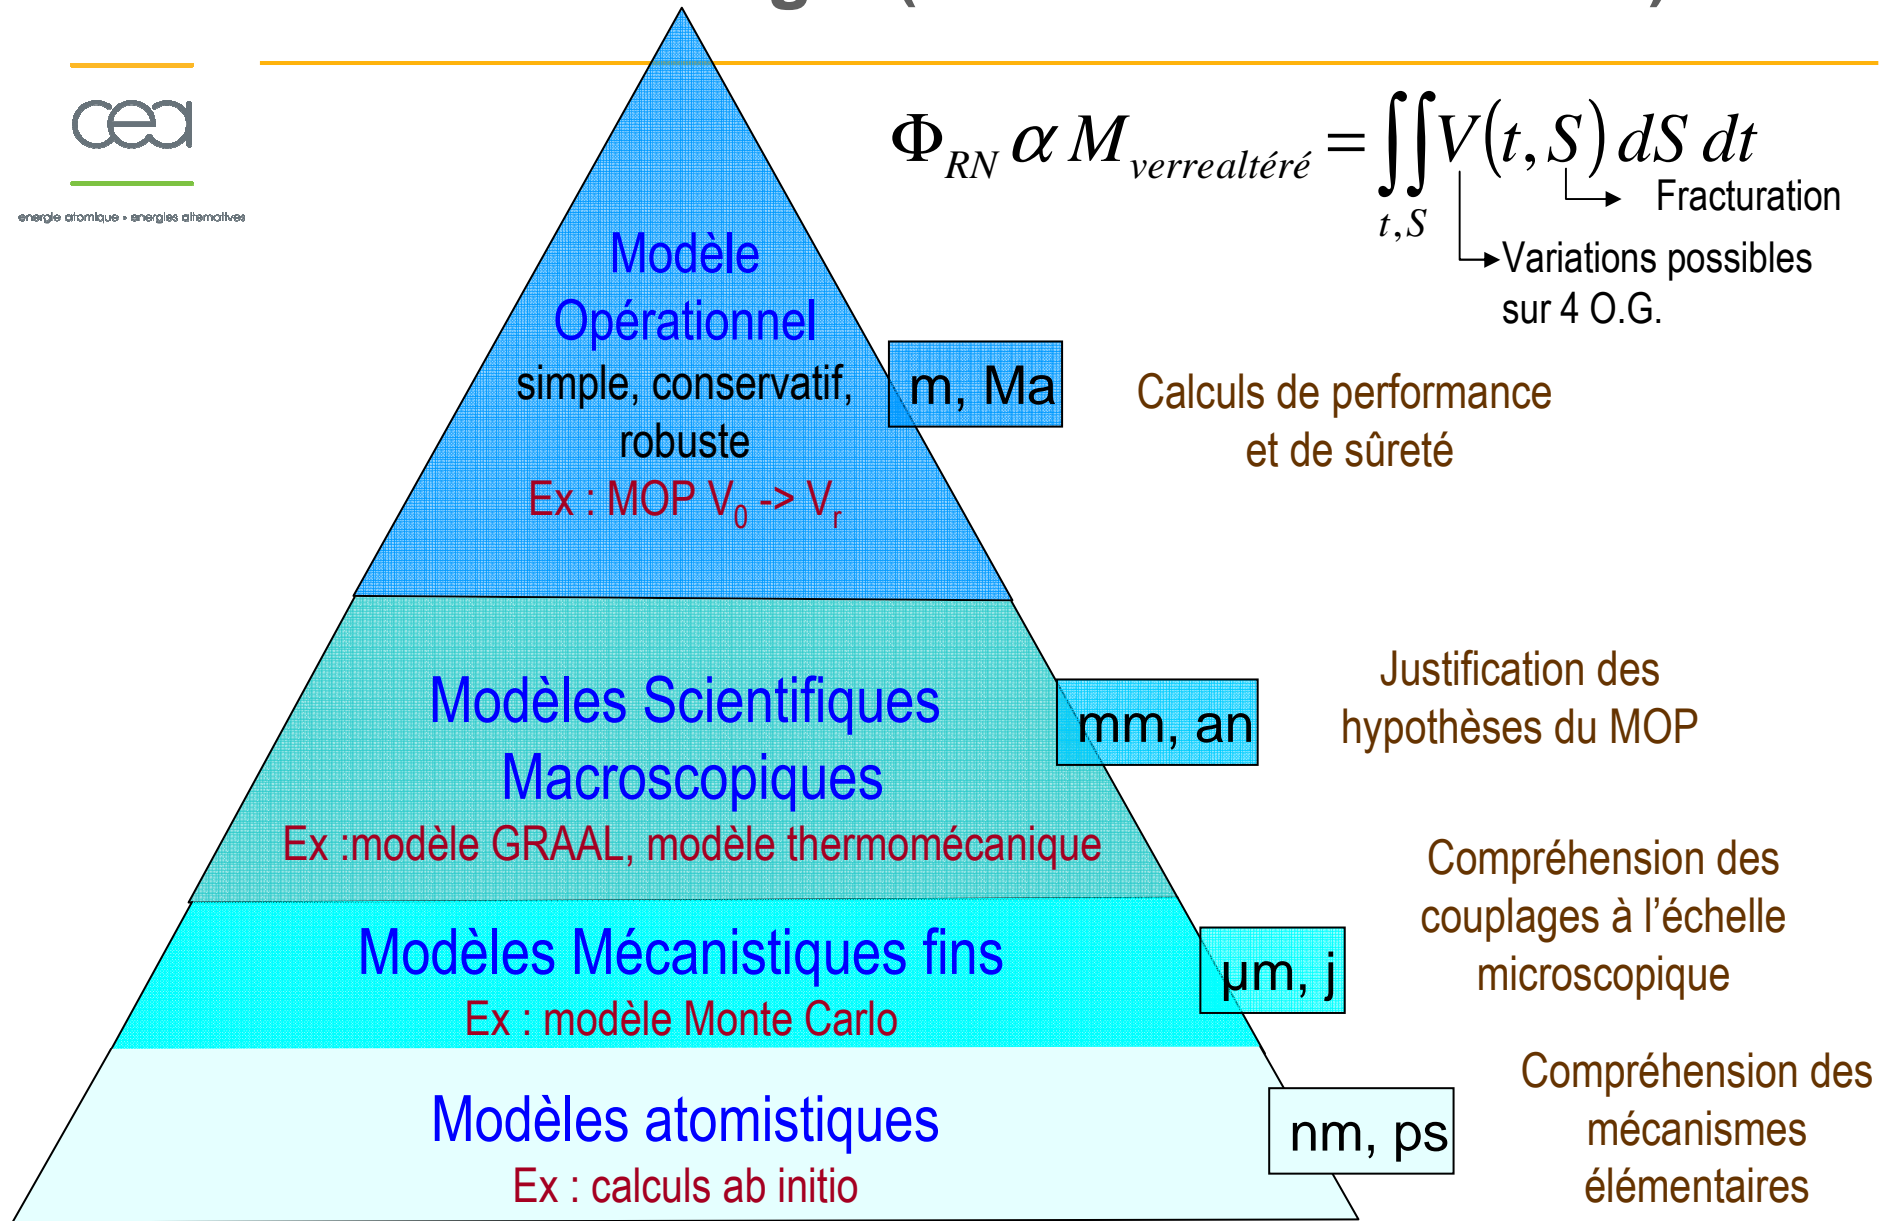 cea
energie atomique • energies alternatives
Φ_RN α M_verrealtéré = ∬_{t,S} V(t, S) dS dt
Fracturation
Variations possibles
sur 4 O.G.
Modèle
Opérationnel
simple, conservatif,
robuste
Ex : MOP V₀ -> Vᵣ
m, Ma
Calculs de performance
et de sûreté
Modèles Scientifiques
Macroscopiques
Ex :modèle GRAAL, modèle thermomécanique
mm, an
Justification des
hypothèses du MOP
Modèles Mécanistiques fins
Ex : modèle Monte Carlo
µm, j
Compréhension des
couplages à l’échelle
microscopique
Modèles atomistiques
Ex : calculs ab initio
nm, ps
Compréhension des
mécanismes
élémentaires